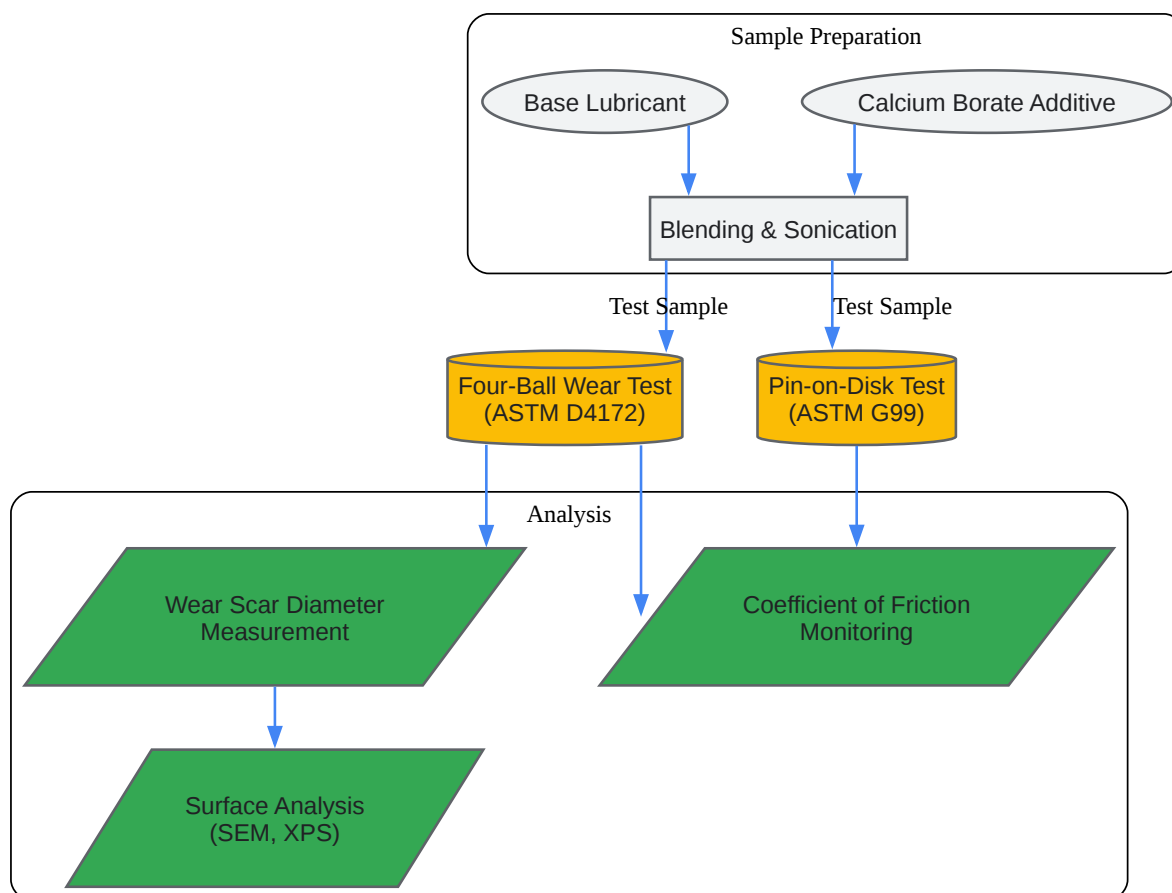 Sample Preparation
Base Lubricant
Calcium Borate Additive
Blending & Sonication
Test Sample
Test Sample
Four-Ball Wear Test
(ASTM D4172)
Pin-on-Disk Test
(ASTM G99)
Analysis
Wear Scar Diameter
Measurement
Coefficient of Friction
Monitoring
Surface Analysis
(SEM, XPS)